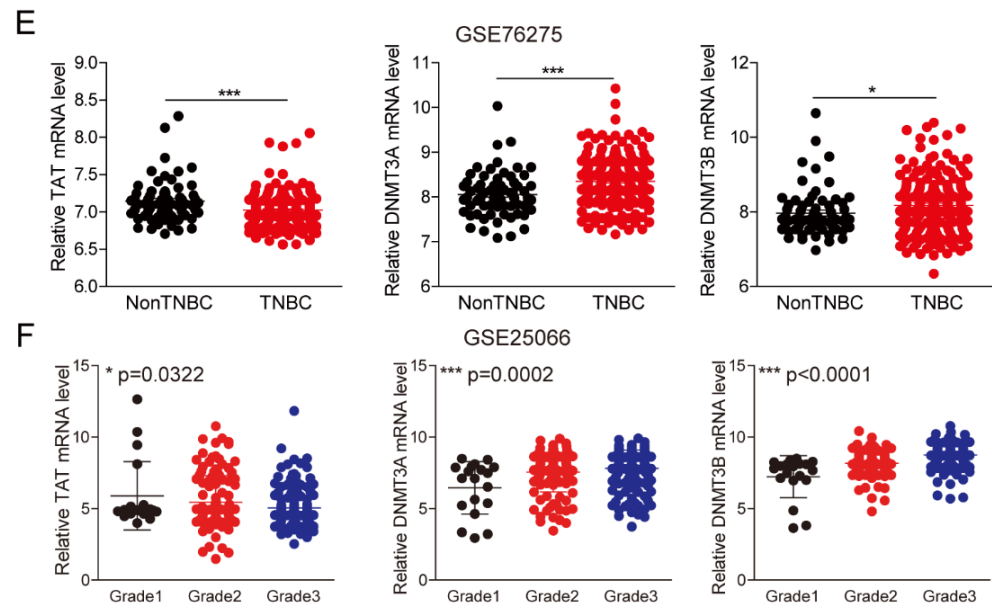 E
GSE76275
Relative TAT mRNA level
9.0
8.5
8.0
7.5
7.0
6.5
6.0
***
NonTNBC TNBC
Relative DNMT3A mRNA level
11
10
9
8
7
6
***
NonTNBC TNBC
Relative DNMT3B mRNA level
12
10
8
6
*
NonTNBC TNBC
F
GSE25066
Relative TAT mRNA level
15
10
5
0
* p=0.0322
Grade1 Grade2 Grade3
Relative DNMT3A mRNA level
15
10
5
0
*** p=0.0002
Grade1 Grade2 Grade3
Relative DNMT3B mRNA level
15
10
5
0
*** p<0.0001
Grade1 Grade2 Grade3